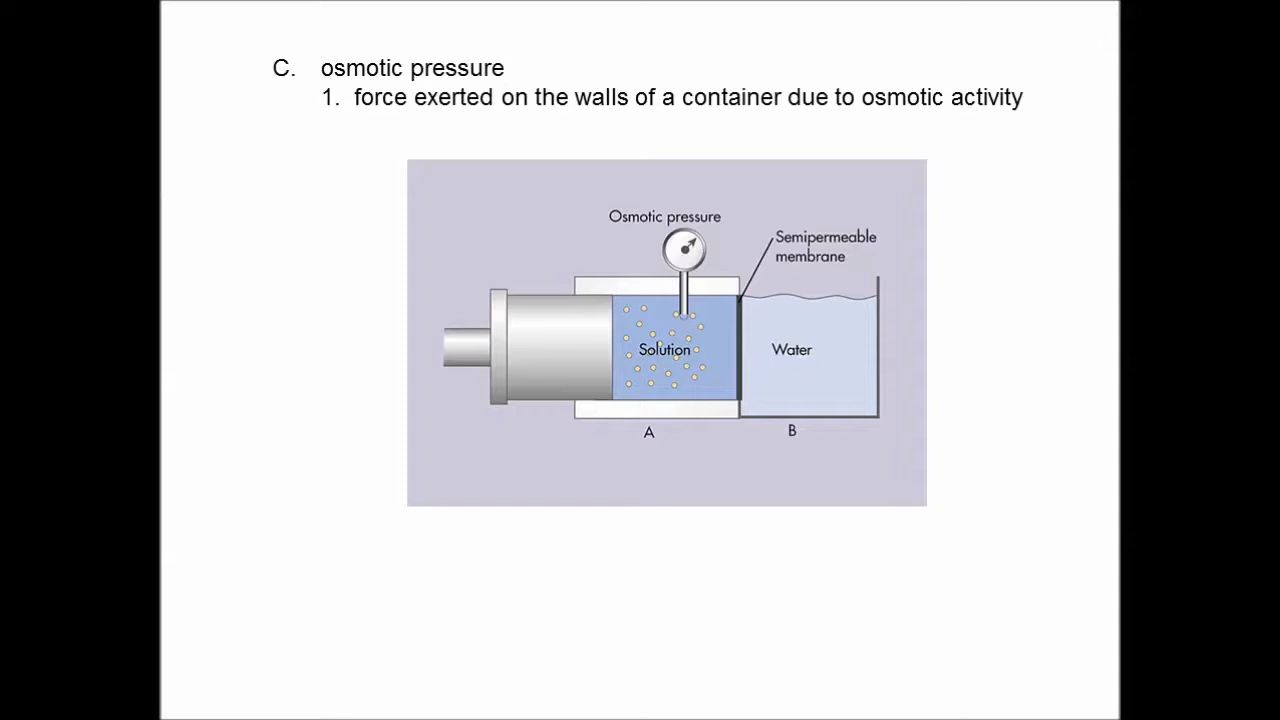 C. osmotic pressure
1. force exerted on the walls of a container due to osmotic activity
Osmotic pressure
Semipermeable
membrane
Solution
Water
A
B